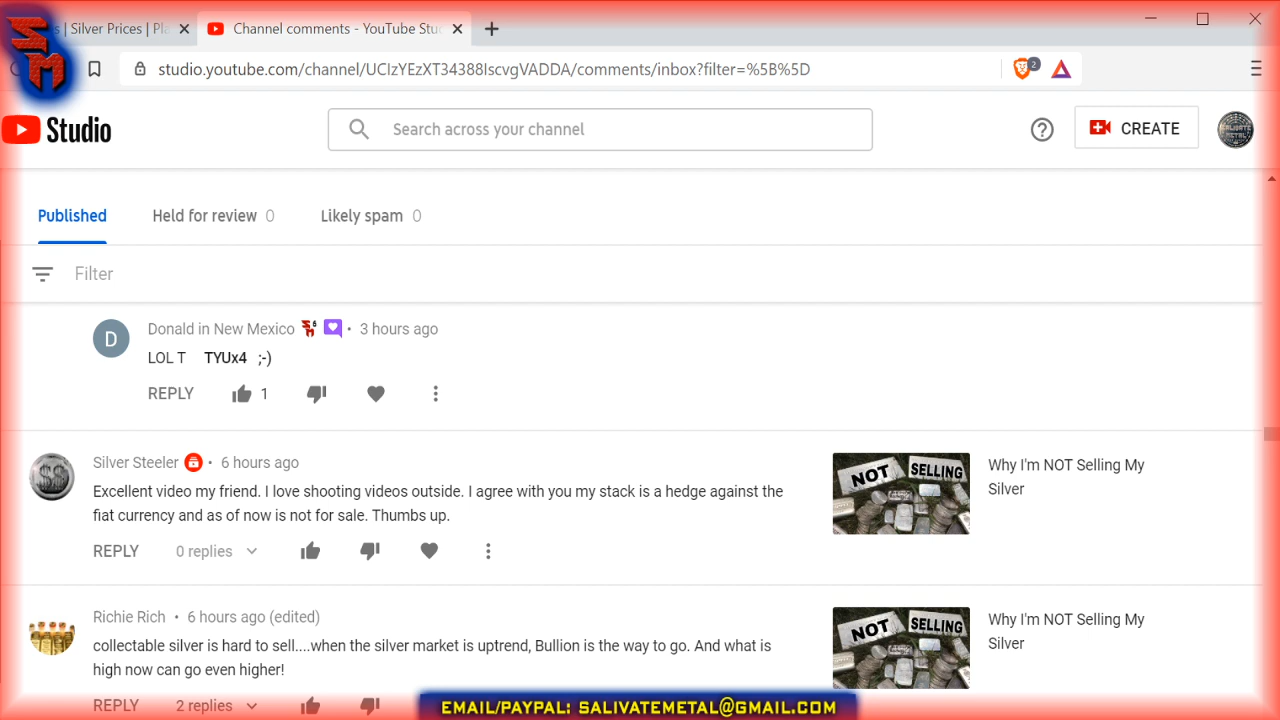 s | Silver Prices | Pla
Channel comments - YouTube Stu
studio.youtube.com/channel/UCIzYEzXT34388IscvgVADDA/comments/inbox?filter=%5B%5D
2
SM
Studio
Search across your channel
CREATE
SALIVATE METAL
Published
Held for review 0
Likely spam 0
Filter
D
Donald in New Mexico • 3 hours ago
LOL T TYUx4 ;-)
REPLY 1
Silver Steeler • 6 hours ago
Excellent video my friend. I love shooting videos outside. I agree with you my stack is a hedge against the
fiat currency and as of now is not for sale. Thumbs up.
REPLY 0 replies
NOT SELLING
Why I'm NOT Selling My
Silver
Richie Rich • 6 hours ago (edited)
collectable silver is hard to sell....when the silver market is uptrend, Bullion is the way to go. And what is
high now can go even higher!
REPLY 2 replies
NOT SELLING
Why I'm NOT Selling My
Silver
EMAIL/PAYPAL: SALIVATEMETAL@GMAIL.COM